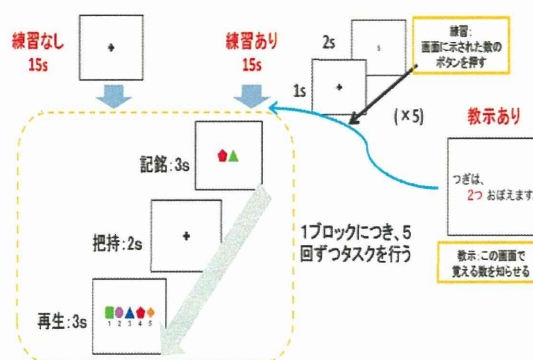 練習なし
15s
練習あり
15s
2s
5
1s
(×5)
練習:
画面に示された数の
ボタンを押す
教示あり
つぎは、
2つ おぼえます
教示:この画面で
覚える数を知らせる
記銘:3s
把持:2s
再生:3s
1 2 3 4 5
1ブロックにつき、5
回ずつタスクを行う